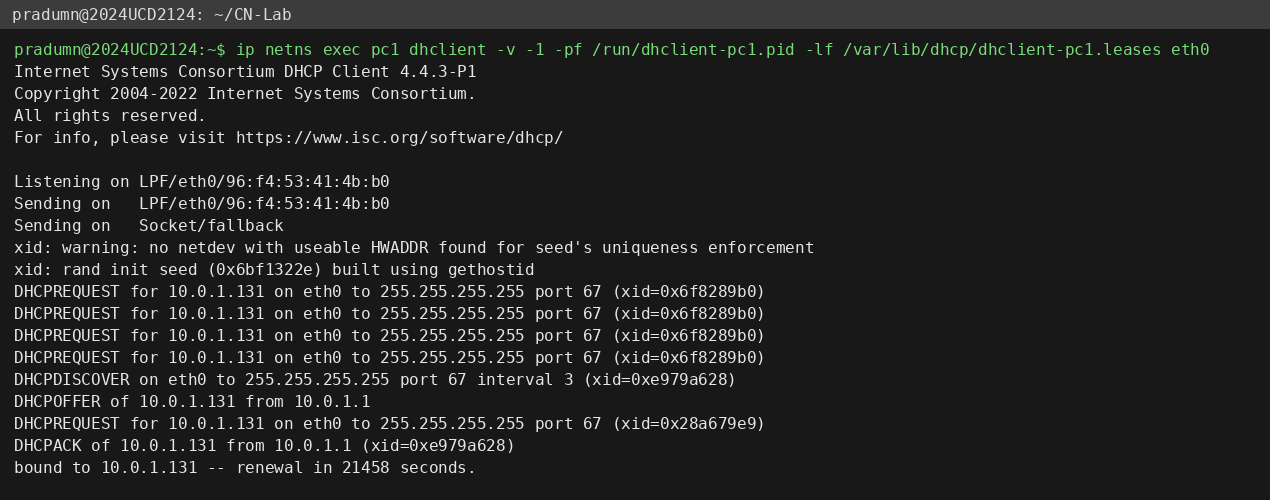 pradumn@2024UCD2124: ~/CN-Lab
pradumn@2024UCD2124:~$ ip netns exec pc1 dhclient -v -1 -pf /run/dhclient-pc1.pid -lf /var/lib/dhcp/dhclient-pc1.leases eth0
Internet Systems Consortium DHCP Client 4.4.3-P1
Copyright 2004-2022 Internet Systems Consortium.
All rights reserved.
For info, please visit https://www.isc.org/software/dhcp/
Listening on LPF/eth0/96:f4:53:41:4b:b0
Sending on   LPF/eth0/96:f4:53:41:4b:b0
Sending on   Socket/fallback
xid: warning: no netdev with useable HWADDR found for seed's uniqueness enforcement
xid: rand init seed (0x6bf1322e) built using gethostid
DHCPREQUEST for 10.0.1.131 on eth0 to 255.255.255.255 port 67 (xid=0x6f8289b0)
DHCPREQUEST for 10.0.1.131 on eth0 to 255.255.255.255 port 67 (xid=0x6f8289b0)
DHCPREQUEST for 10.0.1.131 on eth0 to 255.255.255.255 port 67 (xid=0x6f8289b0)
DHCPREQUEST for 10.0.1.131 on eth0 to 255.255.255.255 port 67 (xid=0x6f8289b0)
DHCPDISCOVER on eth0 to 255.255.255.255 port 67 interval 3 (xid=0xe979a628)
DHCPOFFER of 10.0.1.131 from 10.0.1.1
DHCPREQUEST for 10.0.1.131 on eth0 to 255.255.255.255 port 67 (xid=0x28a679e9)
DHCPACK of 10.0.1.131 from 10.0.1.1 (xid=0xe979a628)
bound to 10.0.1.131 -- renewal in 21458 seconds.